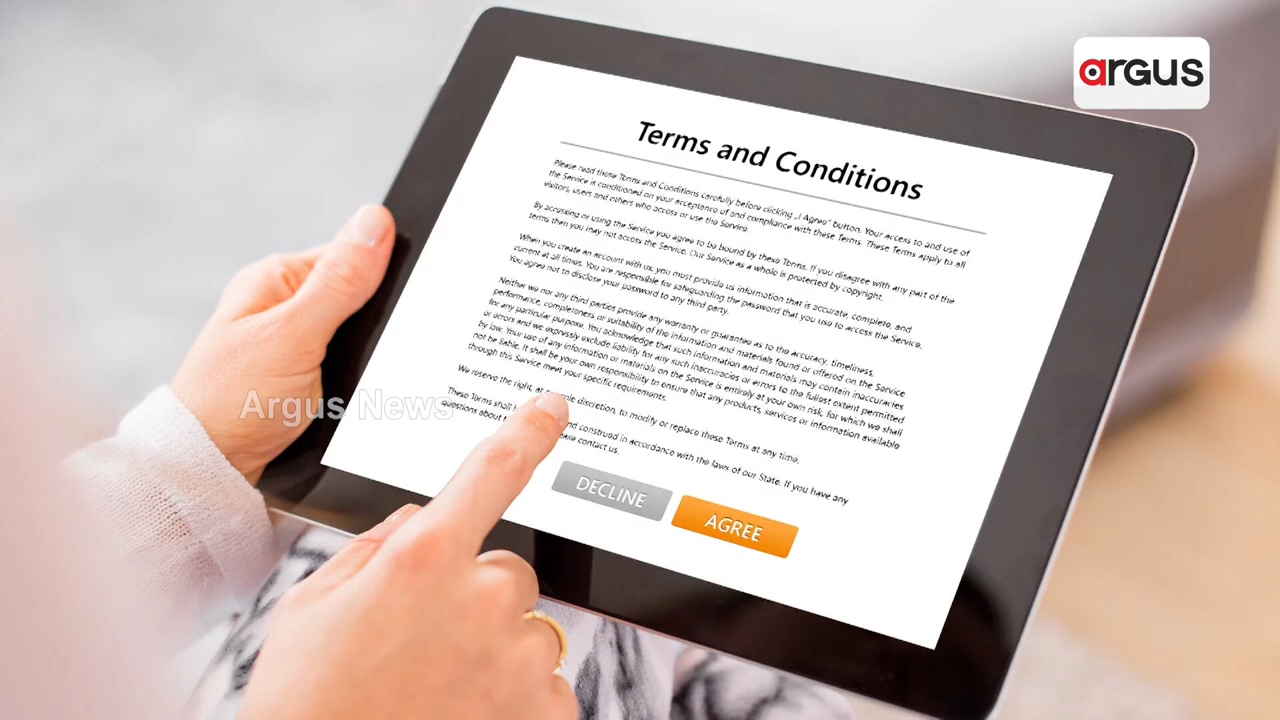 argus
Terms and Conditions
Please read these Terms and Conditions carefully before clicking „I Agree" button. Your access to and use of
the Service is conditioned on your acceptance of and compliance with these Terms. These Terms apply to all
visitors, users and others who access or use the Service.
By accessing or using the Service you agree to be bound by these Terms. If you disagree with any part of the
terms then you may not access the Service. Our Service as a whole is protected by copyright.
When you create an account with us, you must provide us information that is accurate, complete, and
current at all times. You are responsible for safeguarding the password that you use to access the Service.
You agree not to disclose your password to any third party.
Neither we nor any third parties provide any warranty or guarantee as to the accuracy, timeliness,
performance, completeness or suitability of the information and materials found or offered on the Service
for any particular purpose. You acknowledge that such information and materials may contain inaccuracies
or errors and we expressly exclude liability for any such inaccuracies or errors to the fullest extent permitted
by law. Your use of any information or materials on the Service is entirely at your own risk, for which we shall
not be liable. It shall be your own responsibility to ensure that any products, services or information available
through this Service meet your specific requirements.
We reserve the right, at discretion, to modify or replace these Terms at any time.
These Terms shall and construed in accordance with the laws of our State. If you have any
questions about contact us.
Argus News
DECLINE
AGREE